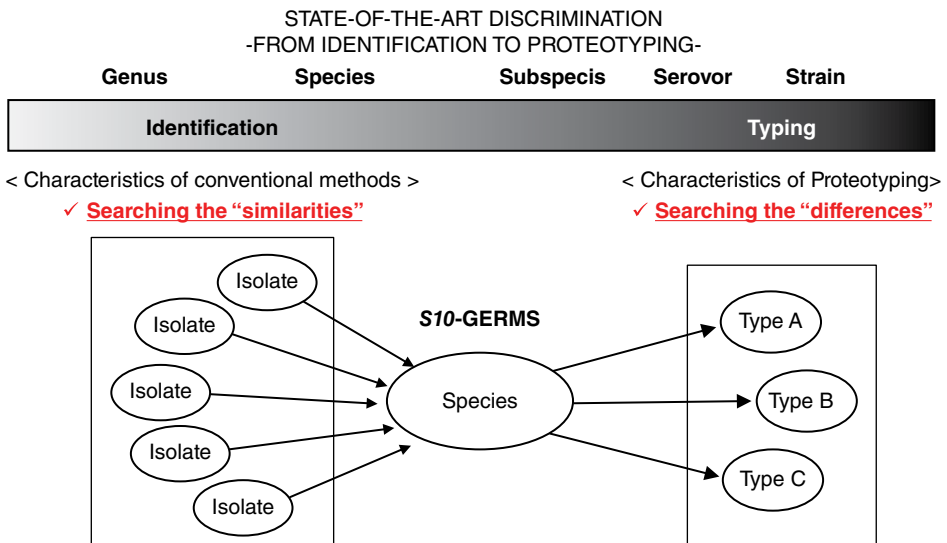 STATE-OF-THE-ART DISCRIMINATION
-FROM IDENTIFICATION TO PROTEOTYPING-
Genus Species Subspecis Serovor Strain
Identification Typing
< Characteristics of conventional methods > < Characteristics of Proteotyping>
✓ Searching the “similarities” ✓ Searching the “differences”
Isolate
Isolate
Isolate
Isolate
Isolate
S10-GERMS
Species
Type A
Type B
Type C